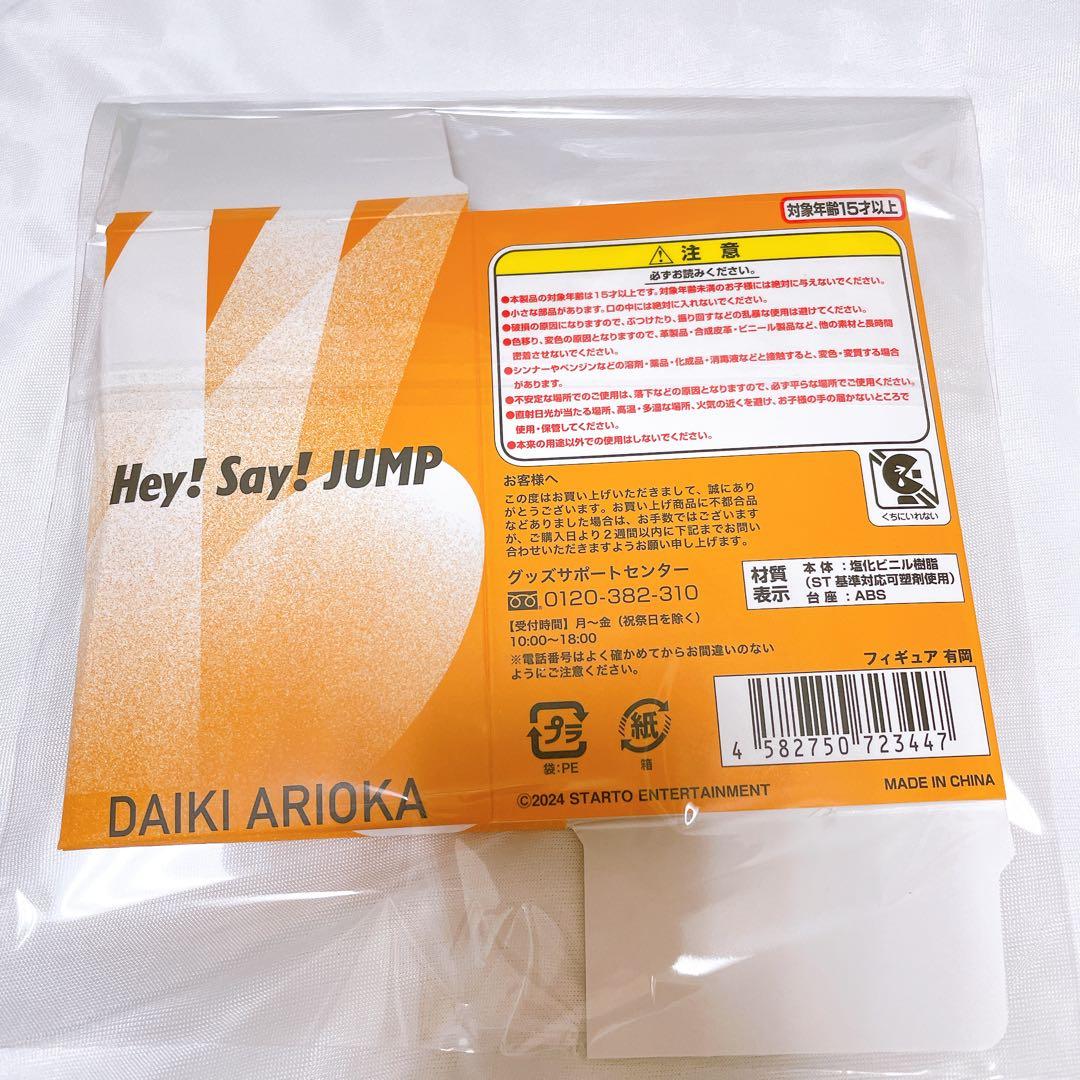 Hey! Say! JUMP
DAIKI ARIOKA
対象年齢15才以上
注 意
必ずお読みください。
●本製品の対象年齢は15才以上です。対象年齢未満のお子様には絶対に与えないでください。
●小さな部品があります。口の中には絶対に入れないでください。
●破損の原因になりますので、ぶつけたり、振り回すなどの乱暴な使用は避けてください。
●色移り、変色の原因となりますので、革製品・合成皮革・ビニール製品など、他の素材と長時間
密着させないでください。
●シンナーやベンジンなどの溶剤・薬品・化成品・消毒液などと接触すると、変色・変質する場合
があります。
●不安定な場所でのご使用は、落下などの原因となりますので、必ず平らな場所でご使用ください。
●直射日光が当たる場所、高温・多湿な場所、火気の近くを避け、お子様の手の届かないところで
使用・保管してください。
●本来の用途以外での使用はしないでください。
くちにいれない
お客様へ
この度はお買い上げいただきまして、誠にあり
がとうございます。お買い上げ商品に不都合品
などありました場合は、お手数ではございます
が、ご購入日より2週間以内に下記までお問い
合わせいただきますようお願い申し上げます。
グッズサポートセンター
0120-382-310
【受付時間】月～金（祝祭日を除く）
10:00～18:00
※電話番号はよく確かめてからお間違いのない
ようにご注意ください。
材質
表示
本 体 : 塩化ビニル樹脂
(ST 基準対応可塑剤使用)
台 座 : ABS
フィギュア 有岡
4 582750 723447
プラ
袋:PE
紙
箱
©2024 STARTO ENTERTAINMENT
MADE IN CHINA